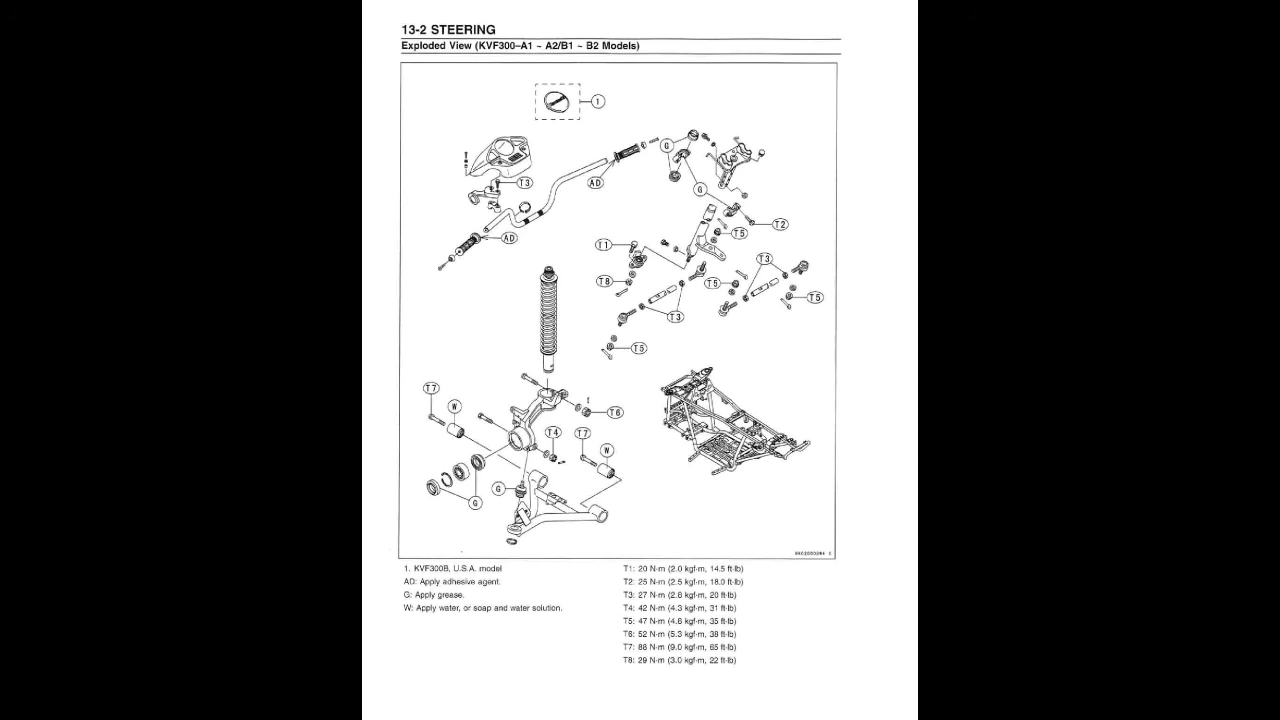 13-2 STEERING
Exploded View (KVF300–A1 ~ A2/B1 ~ B2 Models)
1
G
T3
AD
G
T2
AD
T5
T1
T3
T8
T5
T5
T3
T5
T7
W
T6
T4
T7
W
G
G
1. KVF300B, U.S.A. model
AD: Apply adhesive agent.
G: Apply grease.
W: Apply water, or soap and water solution.
T1: 20 N·m (2.0 kgf·m, 14.5 ft·lb)
T2: 25 N·m (2.5 kgf·m, 18.0 ft·lb)
T3: 27 N·m (2.8 kgf·m, 20 ft·lb)
T4: 42 N·m (4.3 kgf·m, 31 ft·lb)
T5: 47 N·m (4.8 kgf·m, 35 ft·lb)
T6: 52 N·m (5.3 kgf·m, 38 ft·lb)
T7: 88 N·m (9.0 kgf·m, 65 ft·lb)
T8: 29 N·m (3.0 kgf·m, 22 ft·lb)